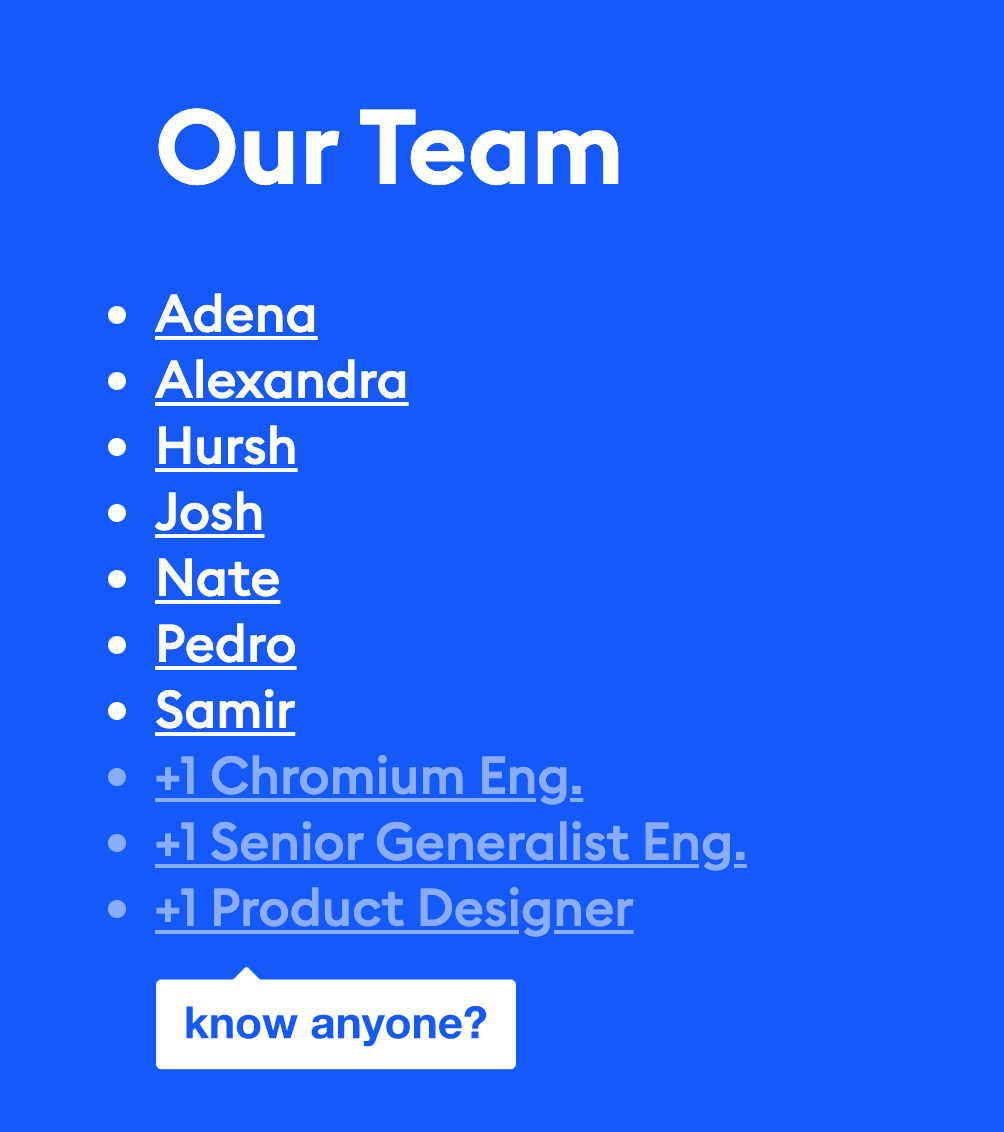 Our Team
Adena
Alexandra
Hursh
Josh
Nate
Pedro
Samir
+1 Chromium Eng.
+1 Senior Generalist Eng.
+1 Product Designer
know anyone?